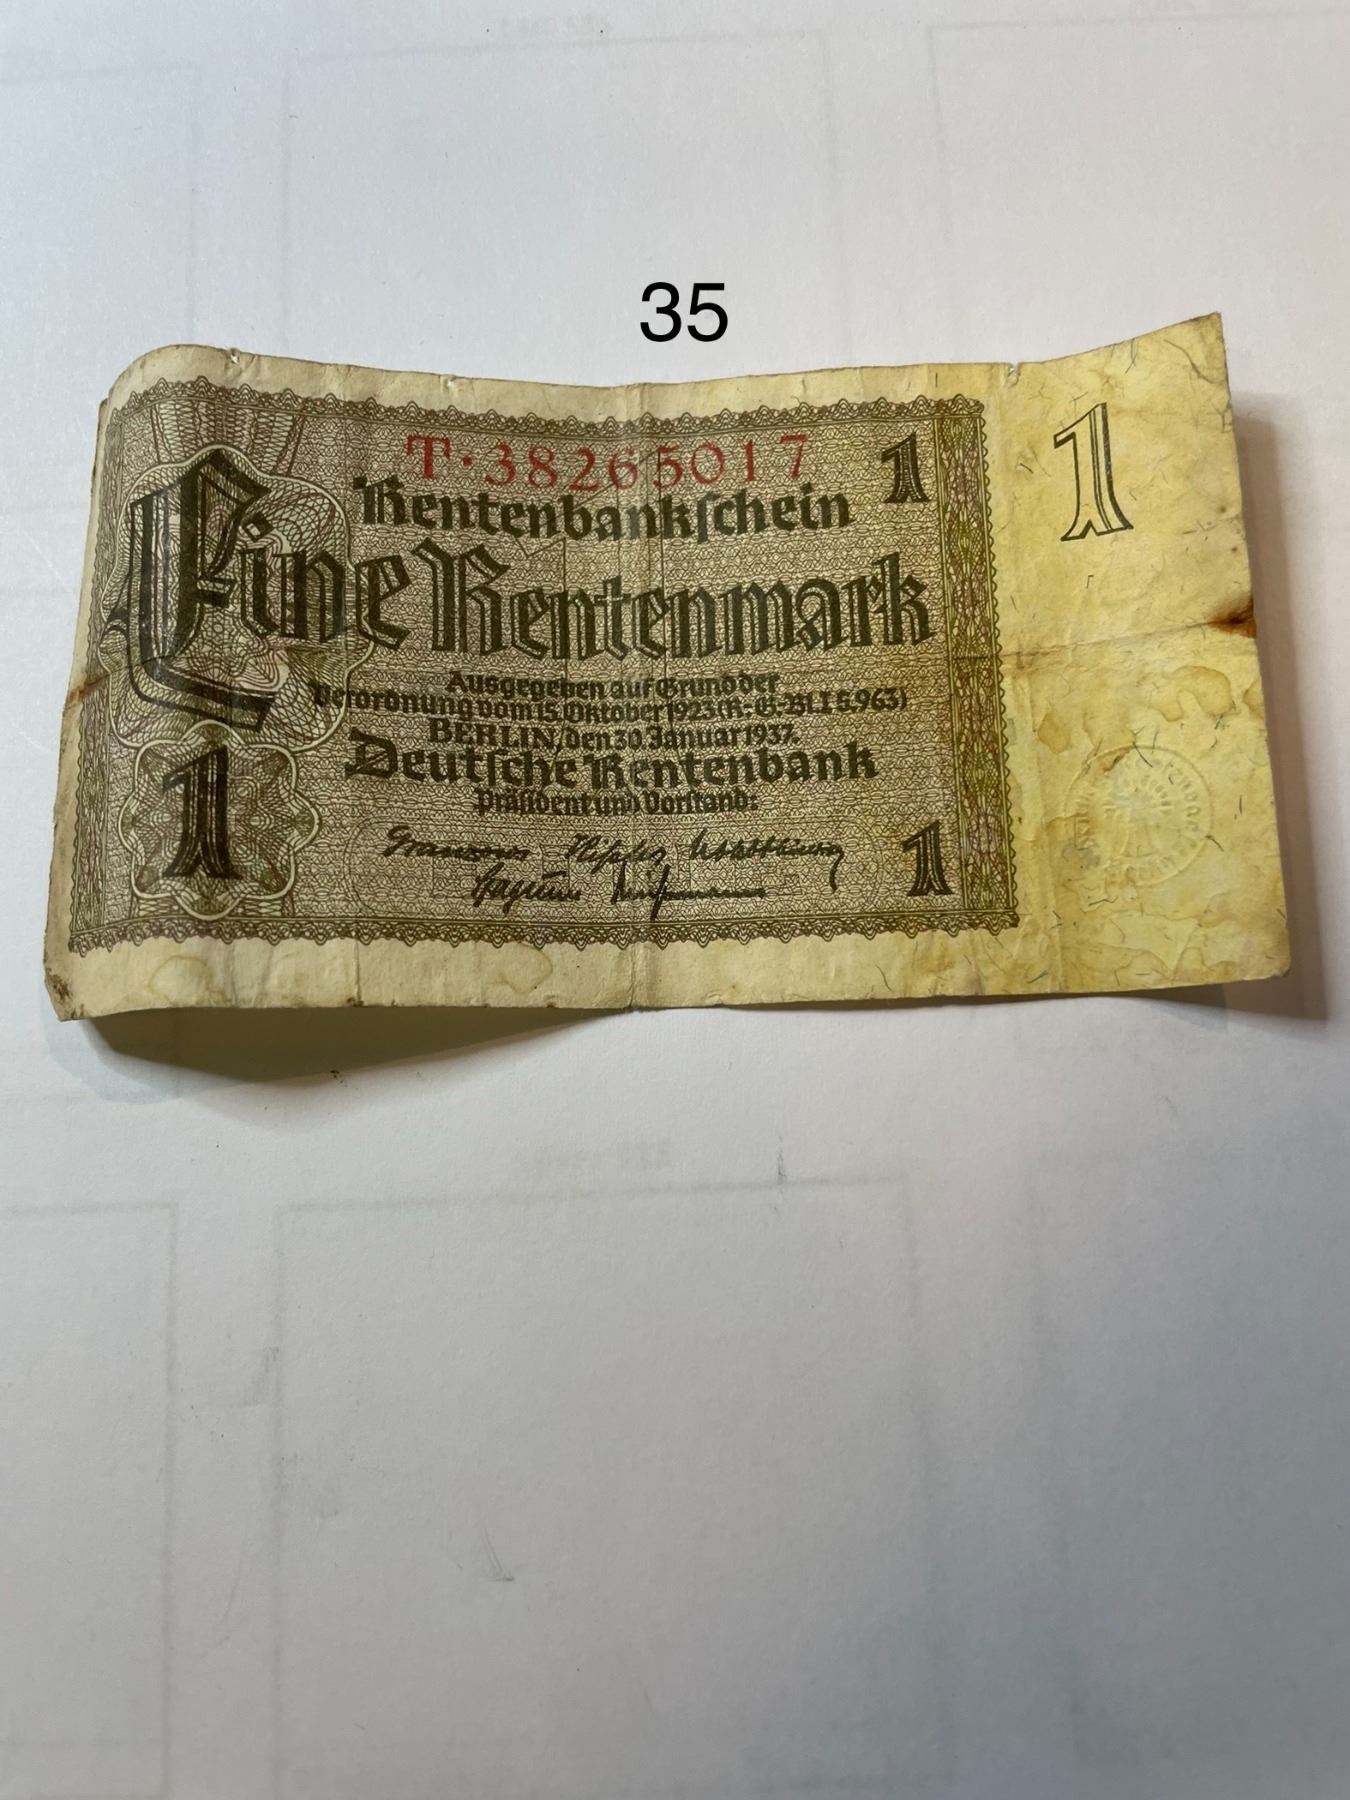 35
T·38265017
1
1
Rentenbankſchein
Eine Rentenmark
Ausgegeben auf Grund der
Verordnung vom 15. Oktober 1923 (R.-G.-Bl. I S. 963)
BERLIN, den 30. Januar 1937.
Deutſche Rentenbank
Präſident und Vorſtand:
1
1